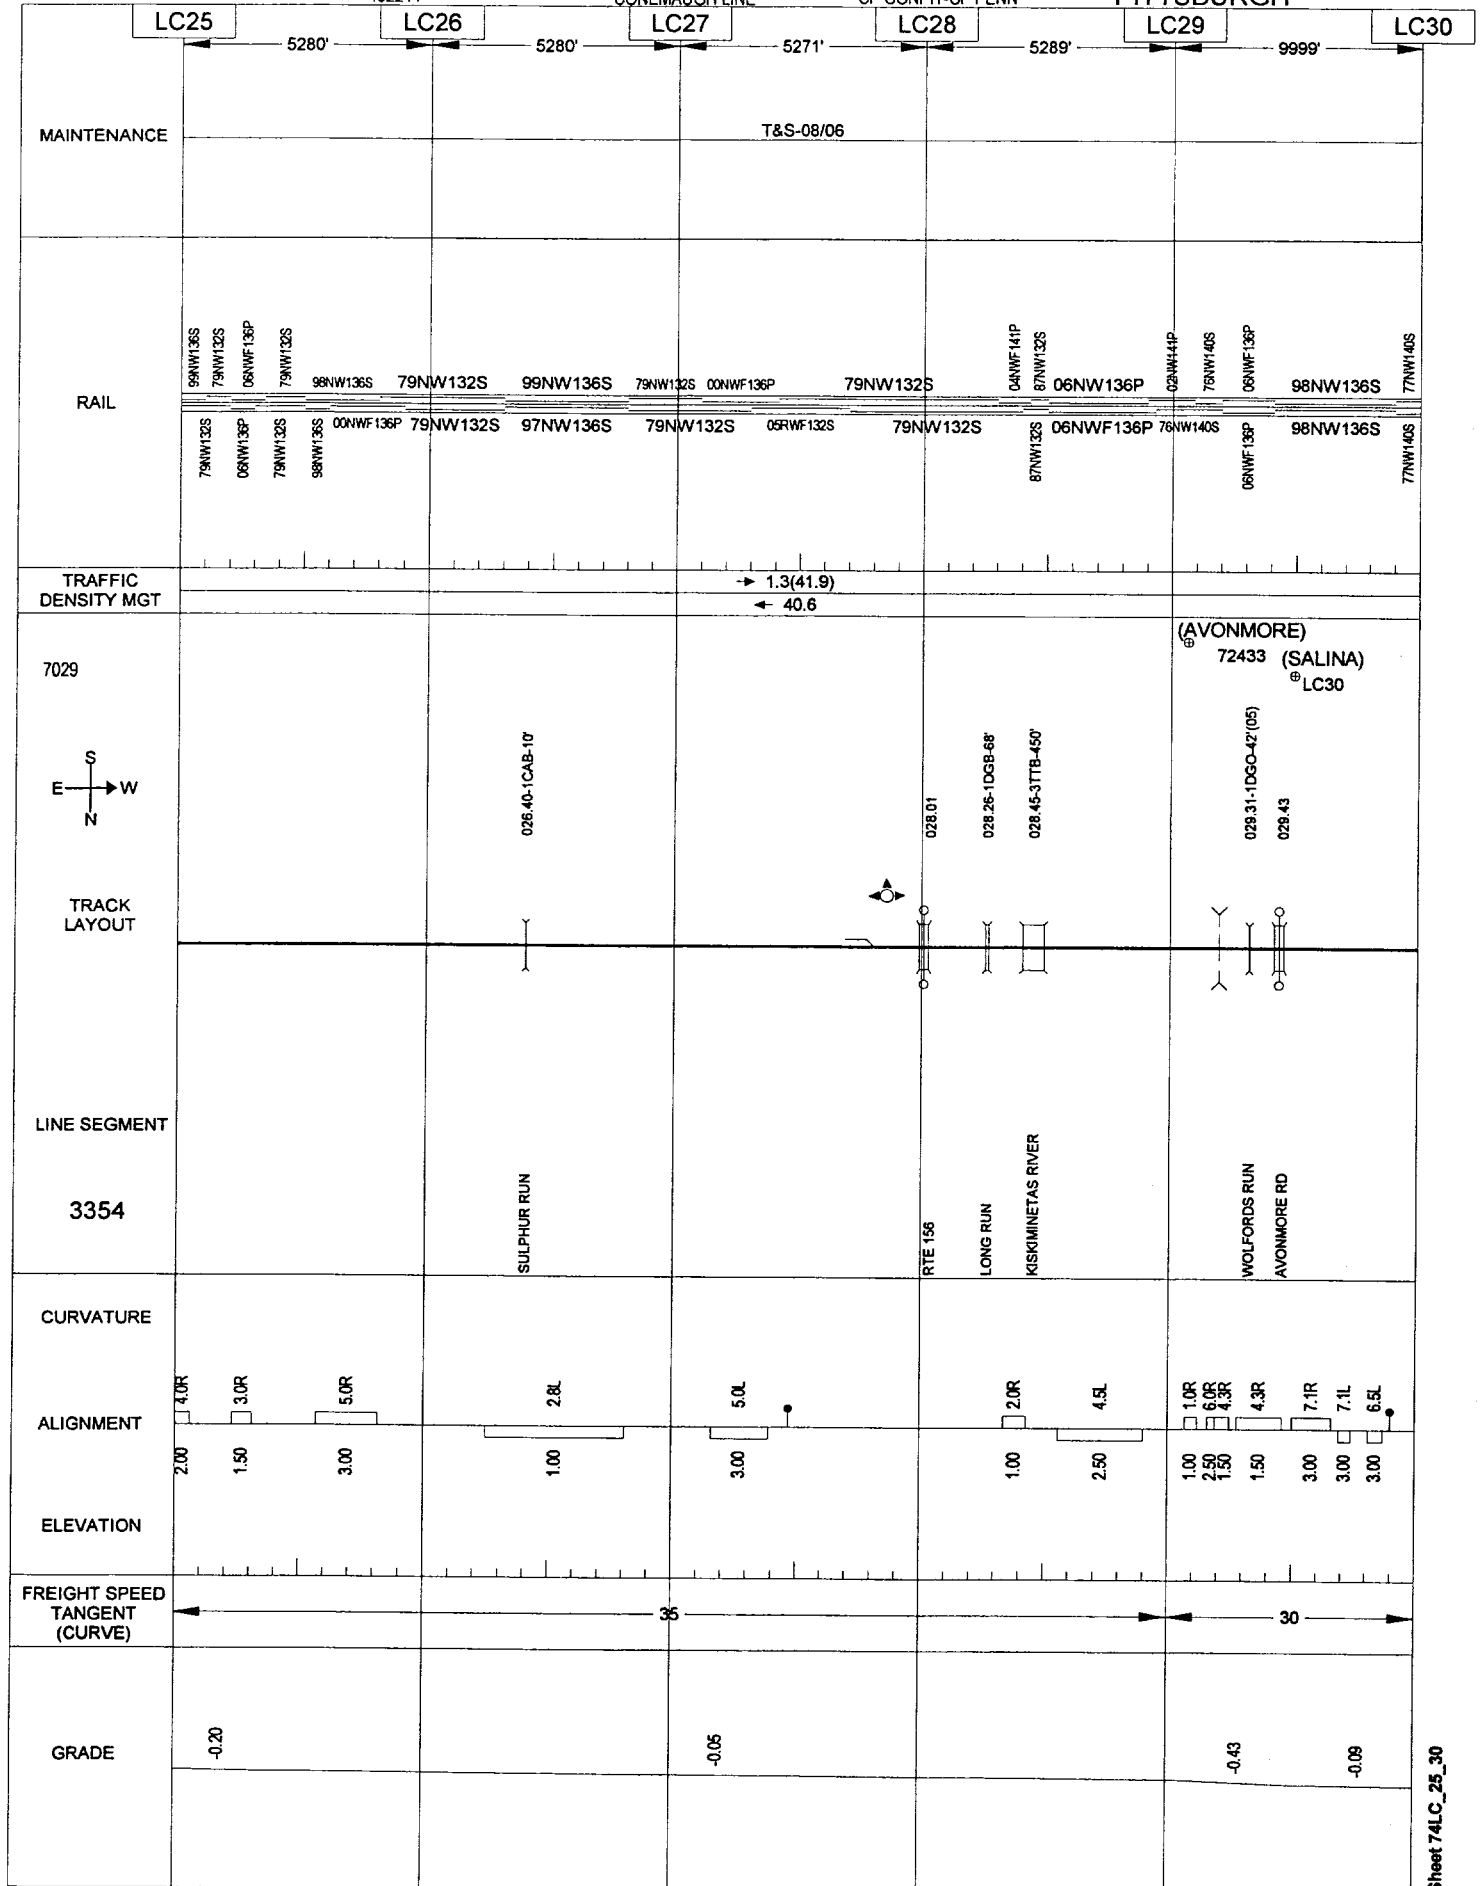 PITTSBURGH
LC25 LC26 LC27 LC28 LC29 LC30
5280' 5280' 5271' 5289' 9999'
MAINTENANCE
T&S-08/06
RAIL
99NW136S 79NW132S 06NWF136P 79NW132S 98NW136S 79NW132S 99NW136S 79NW132S 00NWF136P 79NW132S 04NWF141P 87NW132S 06NW136P 02NW141P 76NW140S 06NWF136P 98NW136S 77NW140S
79NW132S 06NW136P 79NW132S 98NW136S 00NWF136P 79NW132S 97NW136S 79NW132S 05RWF132S 79NW132S 87NW132S 06NWF136P 76NW140S 06NWF136P 98NW136S 77NW140S
TRAFFIC
DENSITY MGT
1.3(41.9)
40.6
7029
(AVONMORE)
72433 (SALINA)
LC30
S
E W
N
026.40-1CAB-10' 028.01 028.26-1DGB-68' 028.45-3TTB-450' 029.31-1DGO-42'(05) 029.43
TRACK
LAYOUT
LINE SEGMENT
3354
SULPHUR RUN RTE 156 LONG RUN KISKIMINETAS RIVER WOLFORDS RUN AVONMORE RD
CURVATURE
4.0R 3.0R 5.0R 2.8L 5.0L 2.0R 4.5L 1.0R 6.0R 4.3R 4.3R 7.1R 7.1L 6.5L
ALIGNMENT
2.00 1.50 3.00 1.00 3.00 1.00 2.50 1.00 2.50 1.50 1.50 3.00 3.00 3.00
ELEVATION
FREIGHT SPEED
TANGENT
(CURVE)
35 30
GRADE
-0.20 -0.05 -0.43 -0.09
Sheet 74LC_25_30